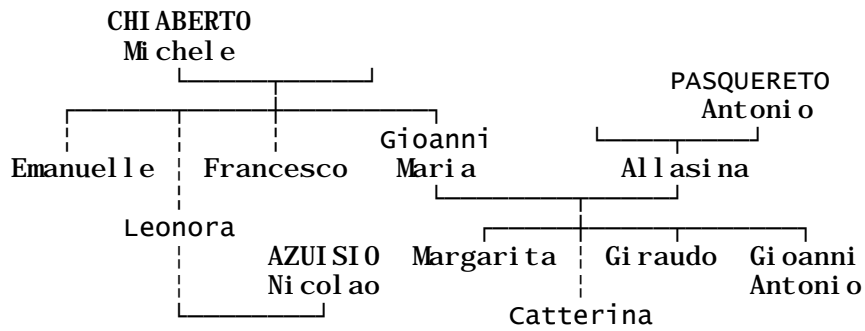 CHIABERTO
Michele
PASQUERETO
Antonio
Gioanni
Emanuelle Francesco Maria Allasina
Leonora
AZUISIO Margarita Giraudo Gioanni
Nicolao Antonio
Catterina